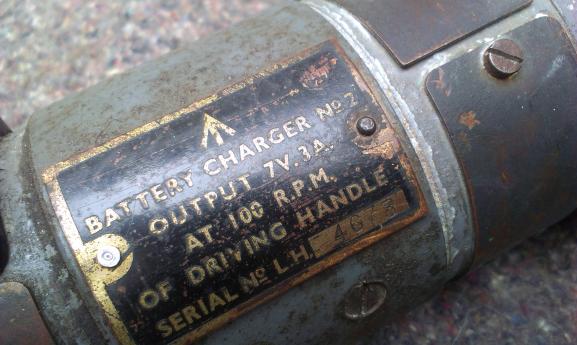 BATTERY CHARGER Nº 2
OUTPUT 7V. 3A.
AT 100 R.P.M.
OF DRIVING HANDLE
SERIAL Nº L.H.